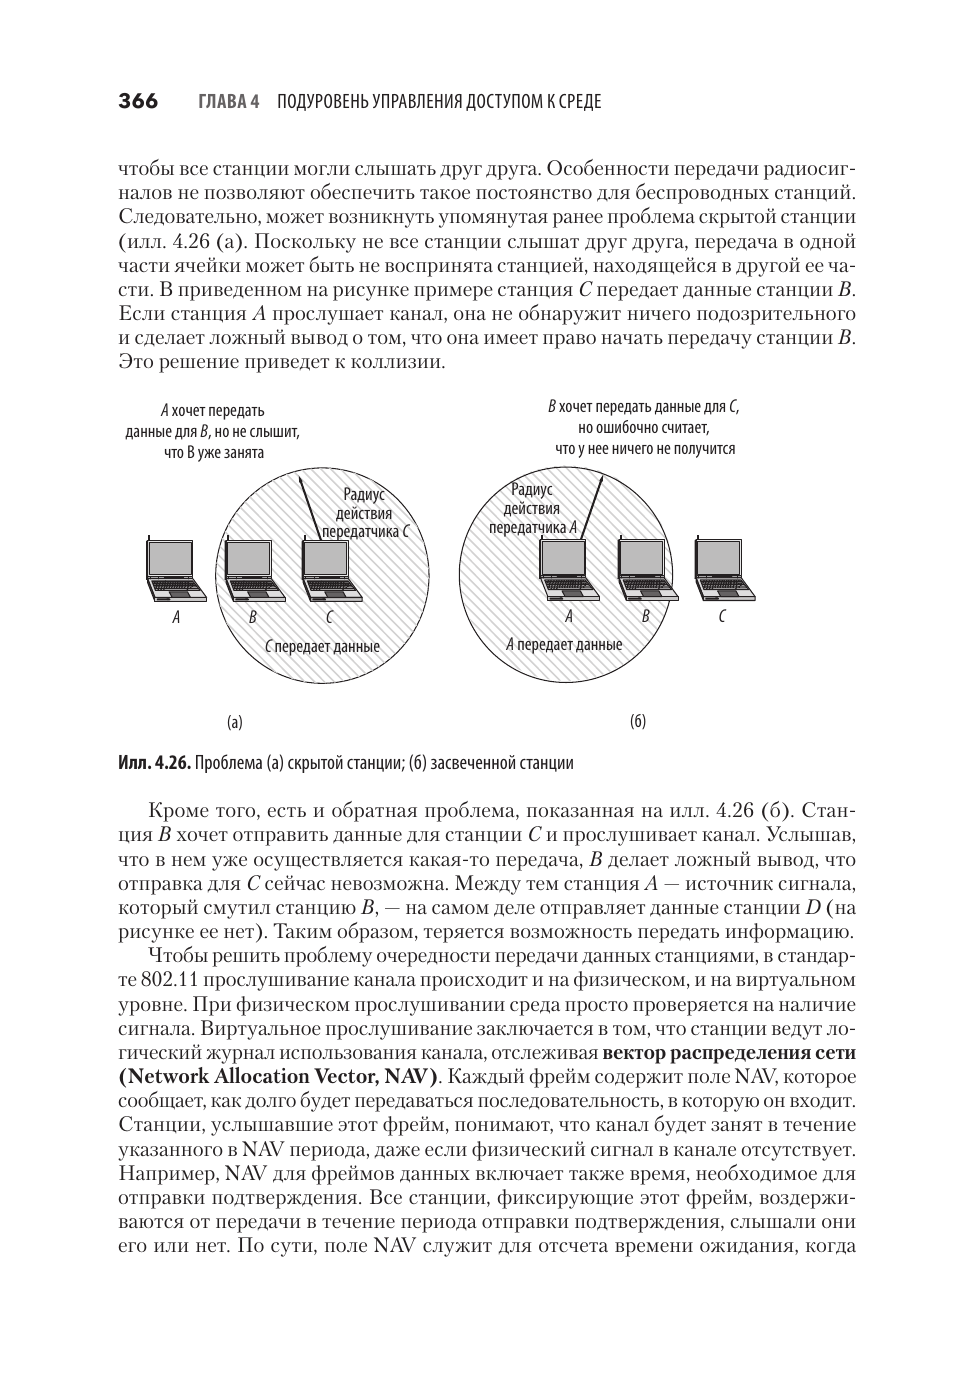 366 ГЛАВА 4 ПОДУРОВЕНЬ УПРАВЛЕНИЯ ДОСТУПОМ К СРЕДЕ
чтобы все станции могли слышать друг друга. Особенности передачи радиосиг-
налов не позволяют обеспечить такое постоянство для беспроводных станций.
Следовательно, может возникнуть упомянутая ранее проблема скрытой станции
(илл. 4.26 (а). Поскольку не все станции слышат друг друга, передача в одной
части ячейки может быть не воспринята станцией, находящейся в другой ее ча-
сти. В приведенном на рисунке примере станция C передает данные станции B.
Если станция A прослушает канал, она не обнаружит ничего подозрительного
и сделает ложный вывод о том, что она имеет право начать передачу станции B.
Это решение приведет к коллизии.
A хочет передать
данные для B, но не слышит,
что B уже занята
Радиус
действия
передатчика C
A
B
C
C передает данные
(а)
B хочет передать данные для C,
но ошибочно считает,
что у нее ничего не получится
Радиус
действия
передатчика A
A
B
C
A передает данные
(б)
Илл. 4.26. Проблема (а) скрытой станции; (б) засвеченной станции
Кроме того, есть и обратная проблема, показанная на илл. 4.26 (б). Стан-
ция B хочет отправить данные для станции C и прослушивает канал. Услышав,
что в нем уже осуществляется какая-то передача, B делает ложный вывод, что
отправка для C сейчас невозможна. Между тем станция A — источник сигнала,
который смутил станцию B, — на самом деле отправляет данные станции D (на
рисунке ее нет). Таким образом, теряется возможность передать информацию.
Чтобы решить проблему очередности передачи данных станциями, в стандар-
те 802.11 прослушивание канала происходит и на физическом, и на виртуальном
уровне. При физическом прослушивании среда просто проверяется на наличие
сигнала. Виртуальное прослушивание заключается в том, что станции ведут ло-
гический журнал использования канала, отслеживая вектор распределения сети
(Network Allocation Vector, NAV). Каждый фрейм содержит поле NAV, которое
сообщает, как долго будет передаваться последовательность, в которую он входит.
Станции, услышавшие этот фрейм, понимают, что канал будет занят в течение
указанного в NAV периода, даже если физический сигнал в канале отсутствует.
Например, NAV для фреймов данных включает также время, необходимое для
отправки подтверждения. Все станции, фиксирующие этот фрейм, воздержи-
ваются от передачи в течение периода отправки подтверждения, слышали они
его или нет. По сути, поле NAV служит для отсчета времени ожидания, когда